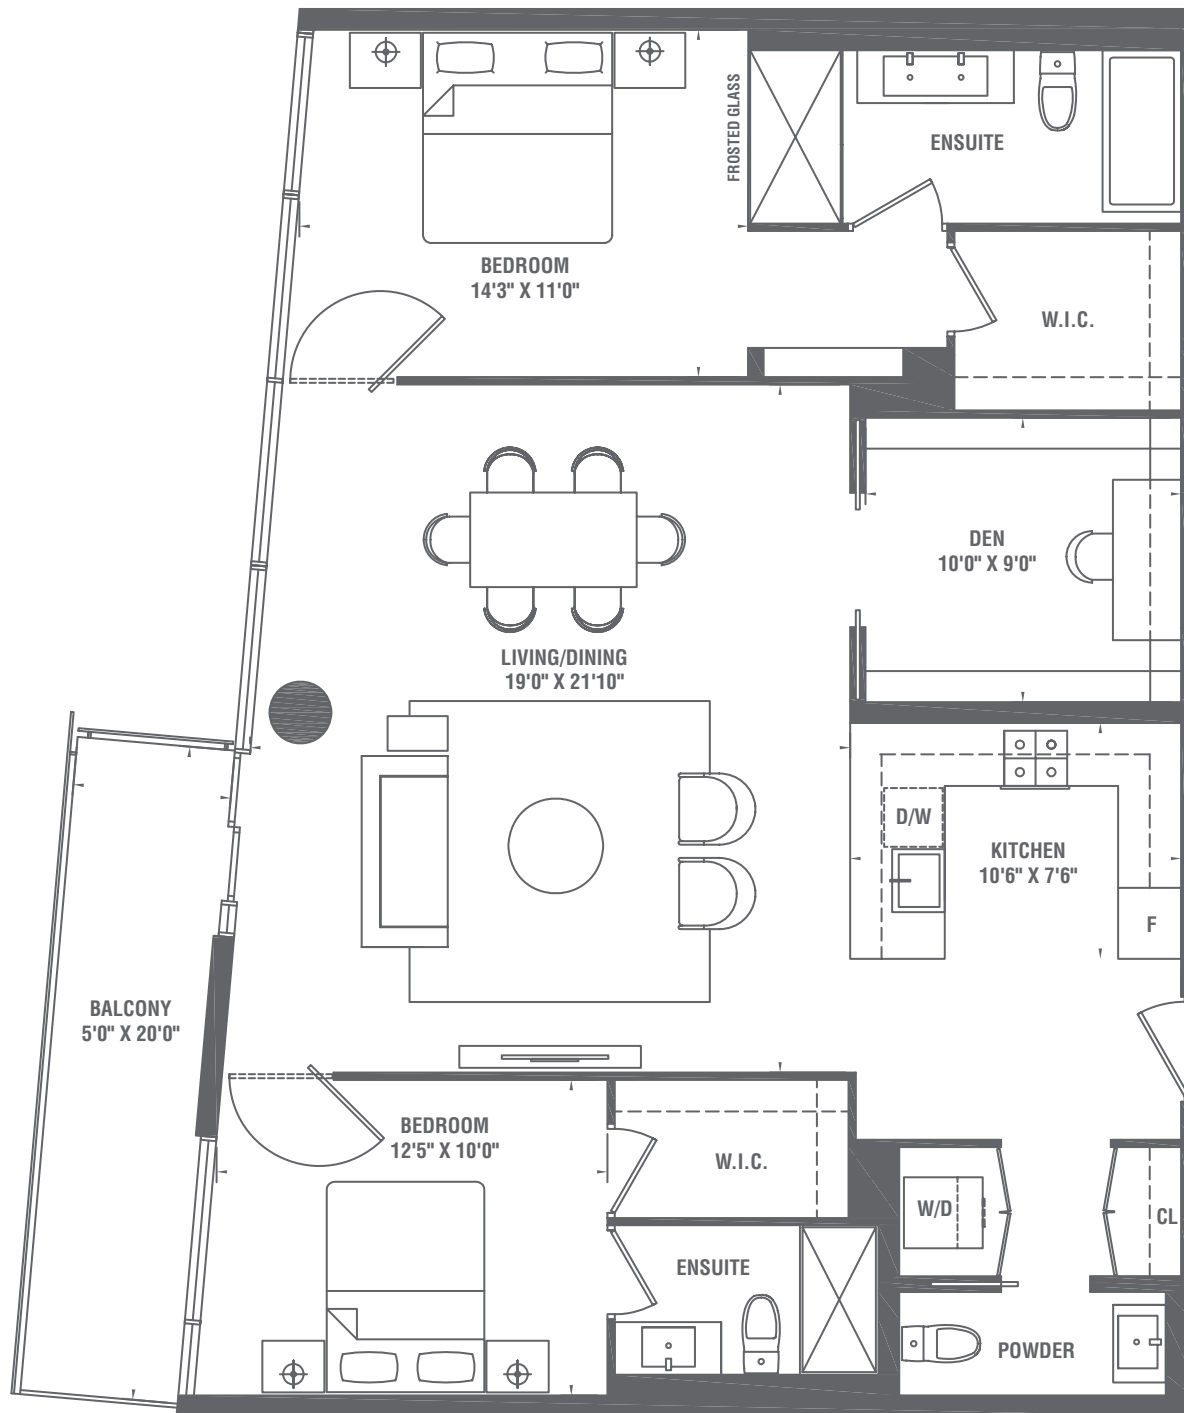 FROSTED GLASS
ENSUITE
BEDROOM
14'3" X 11'0"
W.I.C.
DEN
10'0" X 9'0"
LIVING/DINING
19'0" X 21'10"
D/W
KITCHEN
10'6" X 7'6"
F
BALCONY
5'0" X 20'0"
BEDROOM
12'5" X 10'0"
W.I.C.
W/D
CL
ENSUITE
POWDER